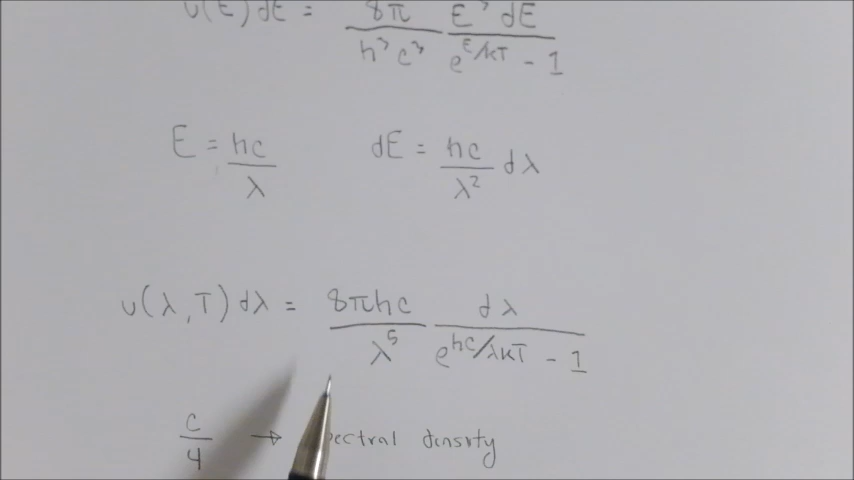 u(E)dE = 8π/h³c³ E³ dE/e^E/kT - 1
E = hc/λ dE = hc/λ² dλ
u(λ,T)dλ = 8πhc/λ⁵ dλ/e^hc/λkT - 1
c/4 → density